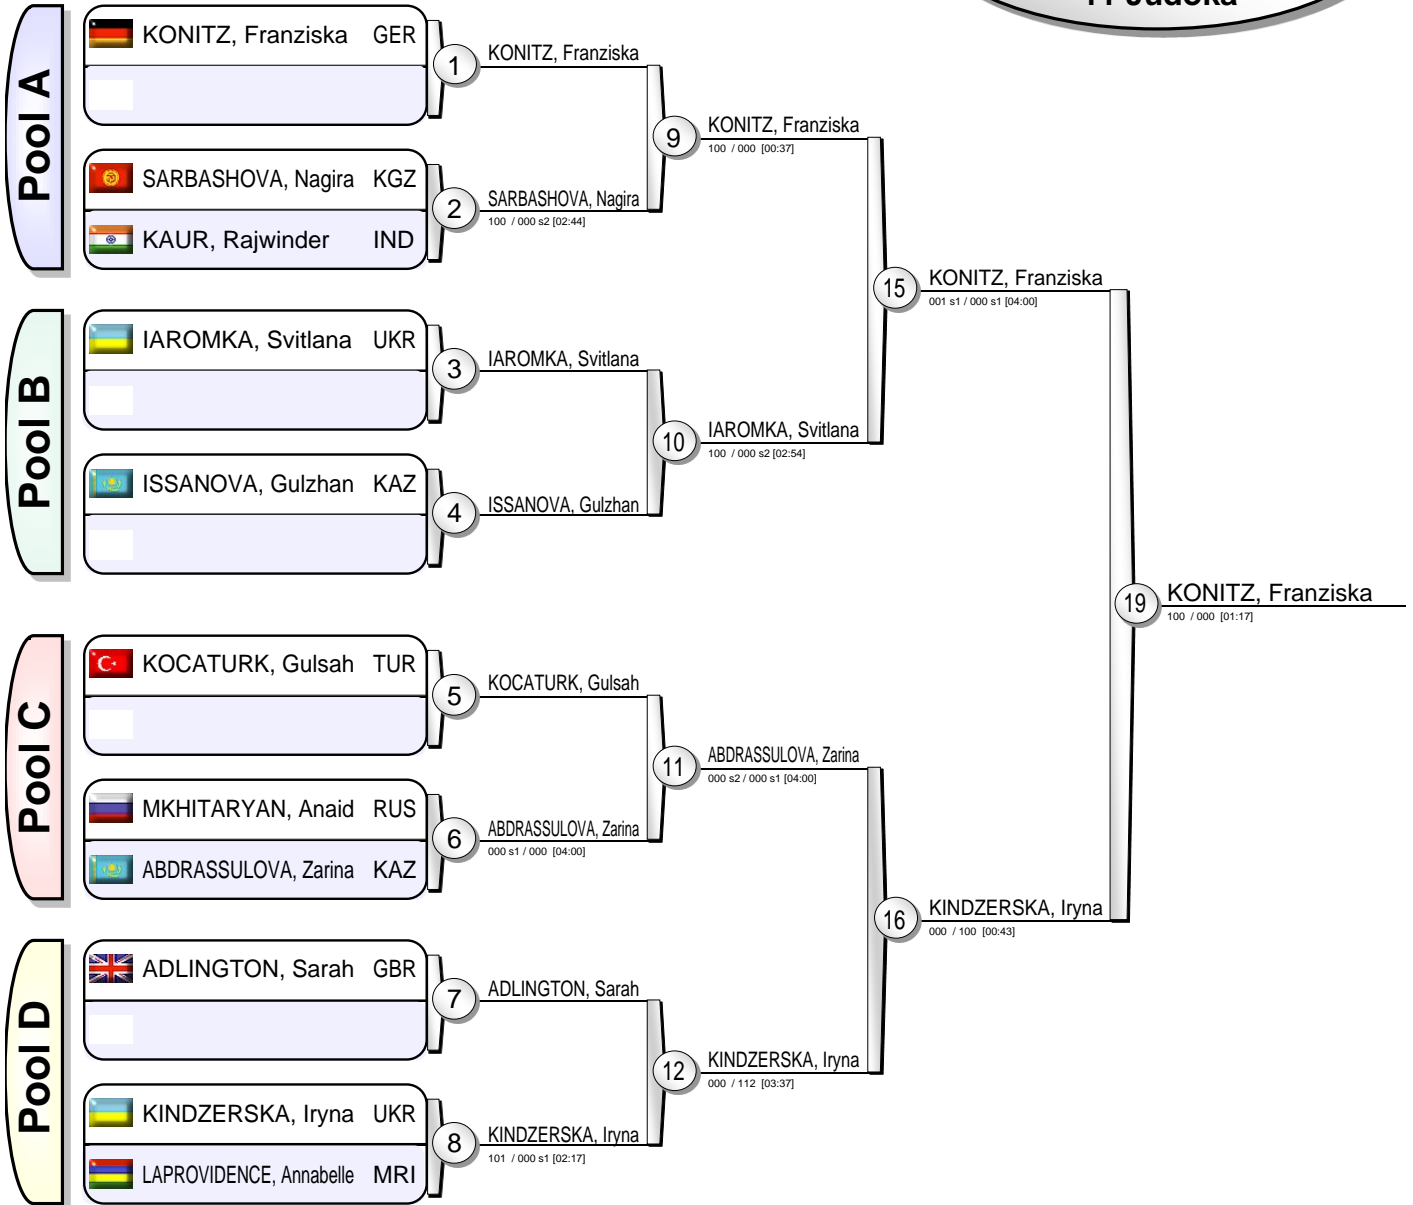 11 Judoka
Pool A
KONITZ, Franziska GER
SARBASHOVA, Nagira KGZ
KAUR, Rajwinder IND
1
KONITZ, Franziska
2
SARBASHOVA, Nagira
100 / 000 s2 [02:44]
9
KONITZ, Franziska
100 / 000 [00:37]
Pool B
IAROMKA, Svitlana UKR
ISSANOVA, Gulzhan KAZ
3
IAROMKA, Svitlana
4
ISSANOVA, Gulzhan
10
IAROMKA, Svitlana
100 / 000 s2 [02:54]
15
KONITZ, Franziska
001 s1 / 000 s1 [04:00]
Pool C
KOCATURK, Gulsah TUR
MKHITARYAN, Anaid RUS
ABDRASSULOVA, Zarina KAZ
5
KOCATURK, Gulsah
6
ABDRASSULOVA, Zarina
000 s1 / 000 [04:00]
11
ABDRASSULOVA, Zarina
000 s2 / 000 s1 [04:00]
Pool D
ADLINGTON, Sarah GBR
KINDZERSKA, Iryna UKR
LAPROVIDENCE, Annabelle MRI
7
ADLINGTON, Sarah
8
KINDZERSKA, Iryna
101 / 000 s1 [02:17]
12
KINDZERSKA, Iryna
000 / 112 [03:37]
16
KINDZERSKA, Iryna
000 / 100 [00:43]
19
KONITZ, Franziska
100 / 000 [01:17]